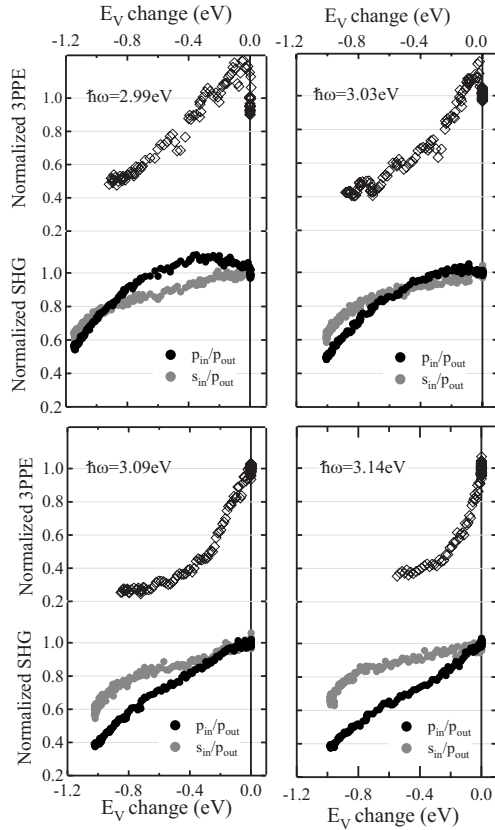 E_V change (eV) E_V change (eV)
-1.2 -0.8 -0.4 0.0 -1.2 -0.8 -0.4 0.0
Normalized 3PPE
1.0
0.8
0.6
0.4
ħω=2.99eV
ħω=3.03eV
Normalized SHG
1.0
0.8
0.6
0.4
0.2
p_in/p_out
s_in/p_out
p_in/p_out
s_in/p_out
Normalized 3PPE
1.0
0.8
0.6
0.4
0.2
ħω=3.09eV
ħω=3.14eV
Normalized SHG
1.0
0.8
0.6
0.4
0.2
p_in/p_out
s_in/p_out
p_in/p_out
s_in/p_out
-1.2 -0.8 -0.4 0.0 -1.2 -0.8 -0.4 0.0
E_V change (eV) E_V change (eV)